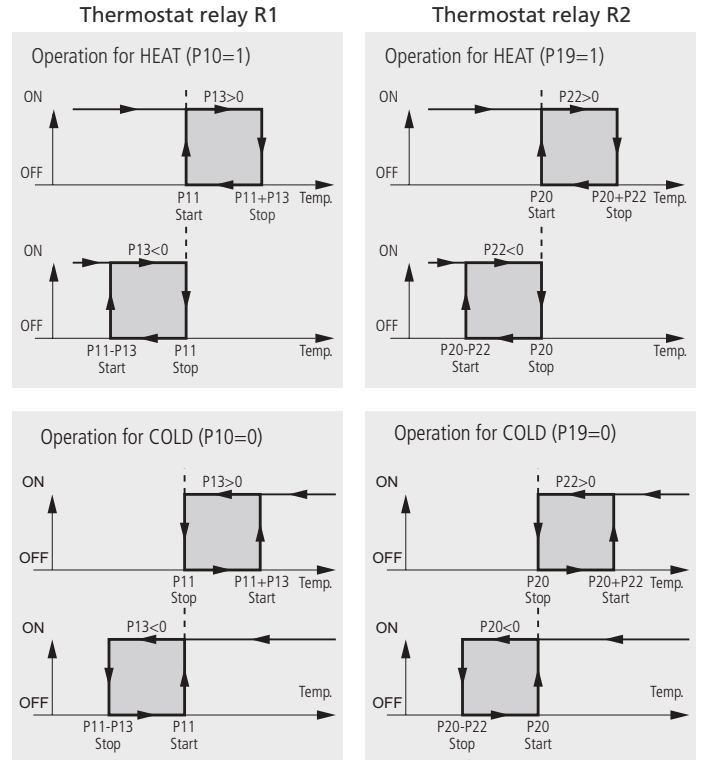 Thermostat relay R1
Operation for HEAT (P10=1)
ON
P13>0
OFF
P11 P11+P13 Temp.
Start Stop
ON
P13<0
OFF
P11-P13 P11 Temp.
Start Stop
Thermostat relay R2
Operation for HEAT (P19=1)
ON
P22>0
OFF
P20 P20+P22 Temp.
Start Stop
ON
P22<0
OFF
P20-P22 P20 Temp.
Start Stop
Operation for COLD (P10=0)
ON
P13>0
OFF
P11 P11+P13 Temp.
Stop Start
ON
P13<0
Temp.
OFF
P11-P13 P11
Stop Start
Operation for COLD (P19=0)
ON
P22>0
OFF
P20 P20+P22 Temp.
Stop Start
ON
P20<0
Temp.
OFF
P20-P22 P20
Stop Start